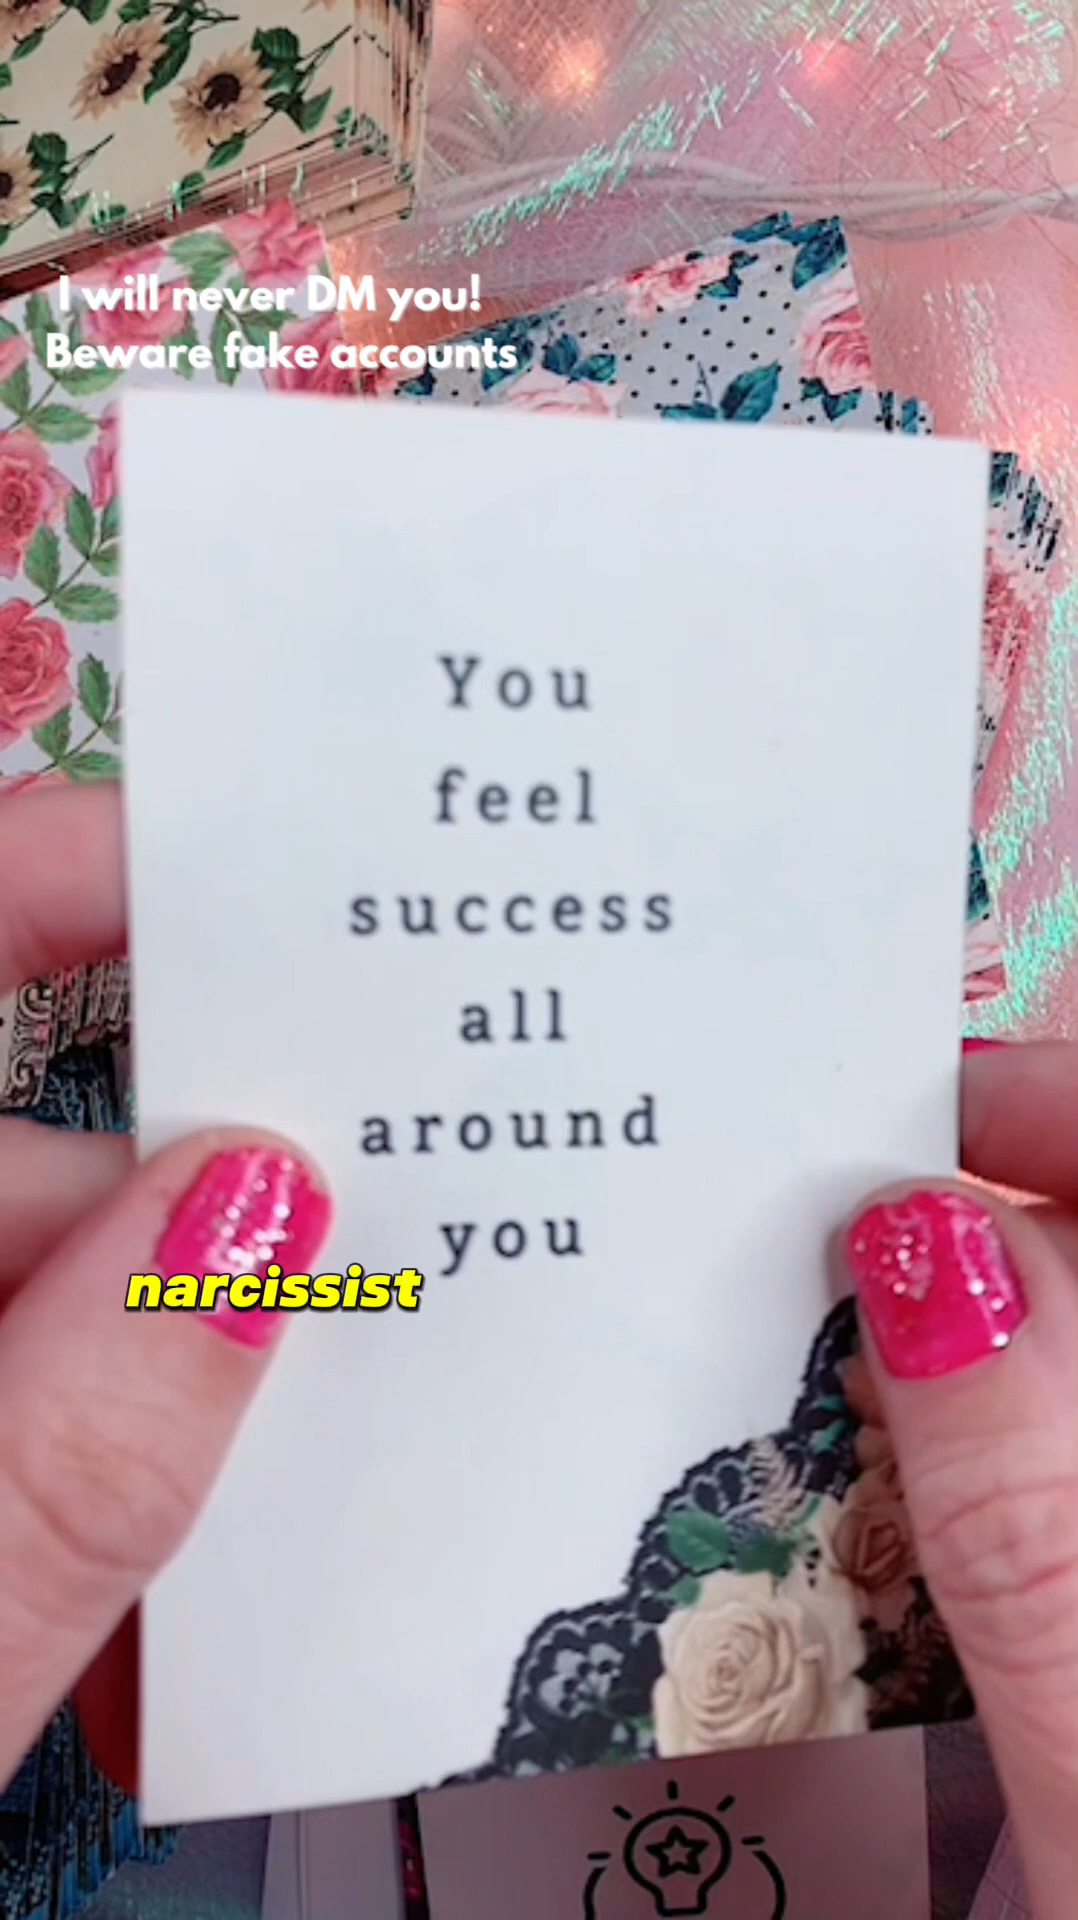 I will never DM you!
Beware fake accounts
You
feel
success
all
around
you
narcissist